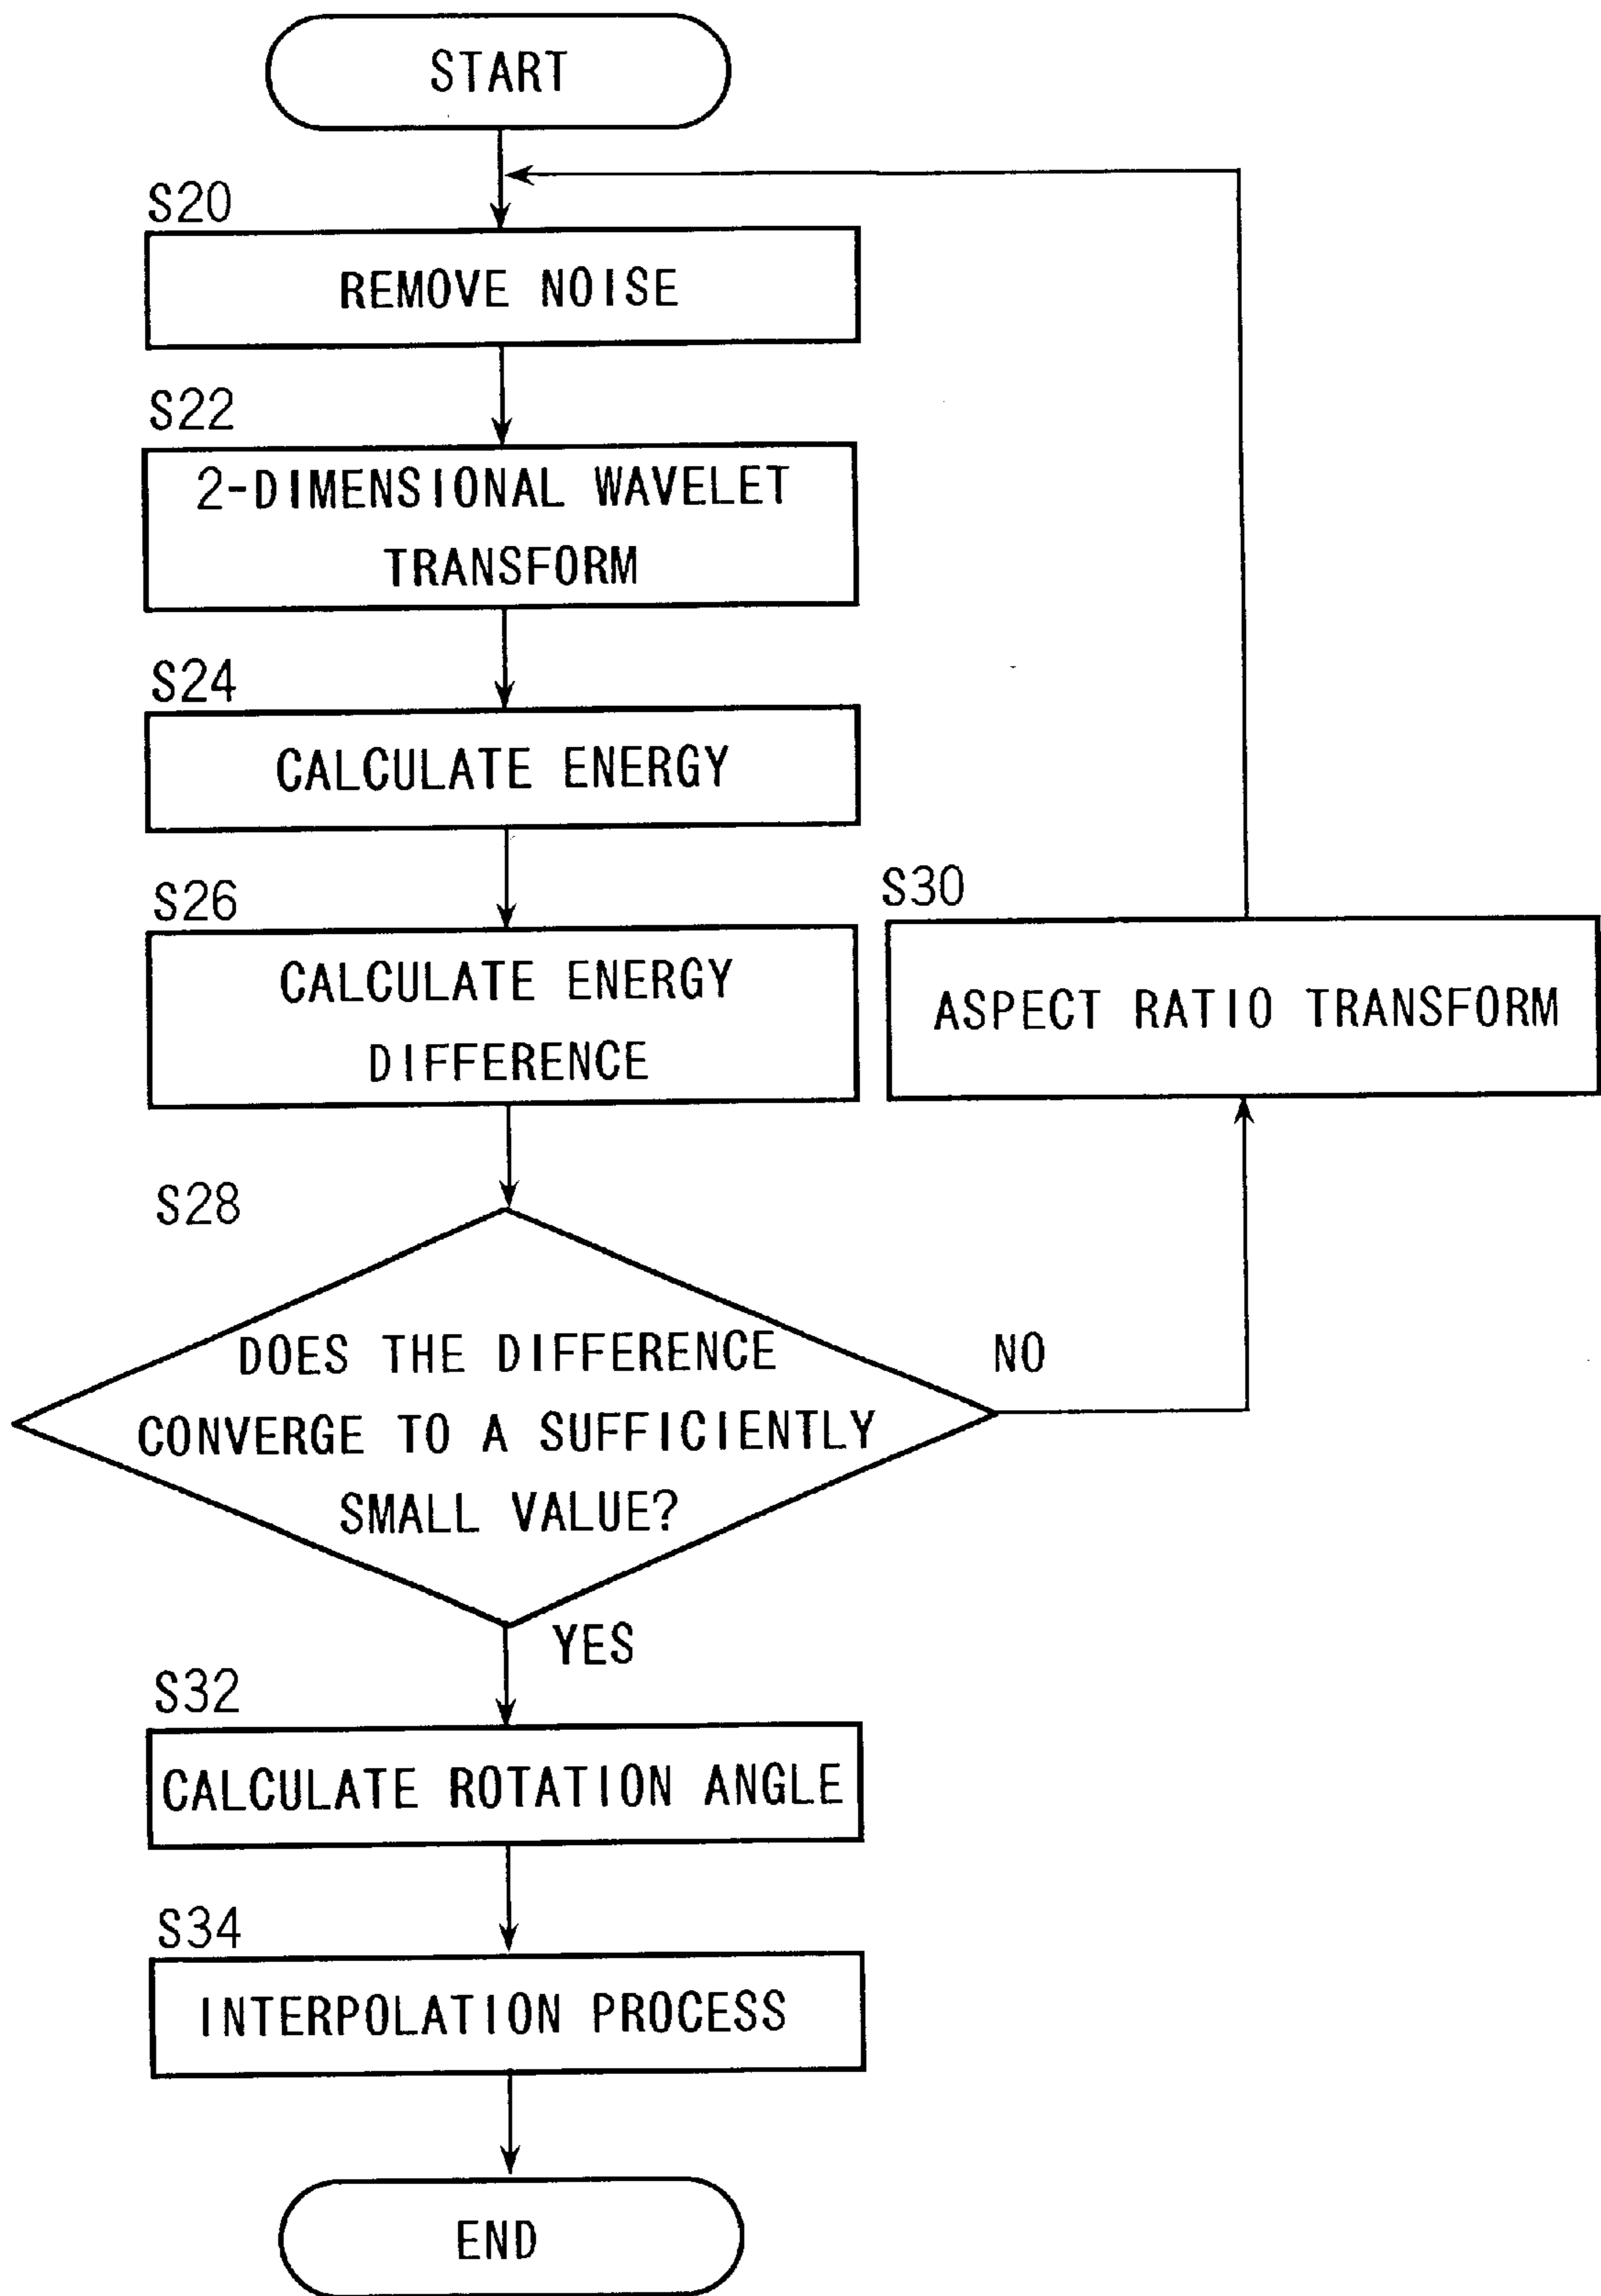 START
S20
REMOVE NOISE
S22
2-DIMENSIONAL WAVELET
TRANSFORM
S24
CALCULATE ENERGY
S26
CALCULATE ENERGY
DIFFERENCE
S30
ASPECT RATIO TRANSFORM
S28
DOES THE DIFFERENCE
CONVERGE TO A SUFFICIENTLY
SMALL VALUE?
NO
YES
S32
CALCULATE ROTATION ANGLE
S34
INTERPOLATION PROCESS
END